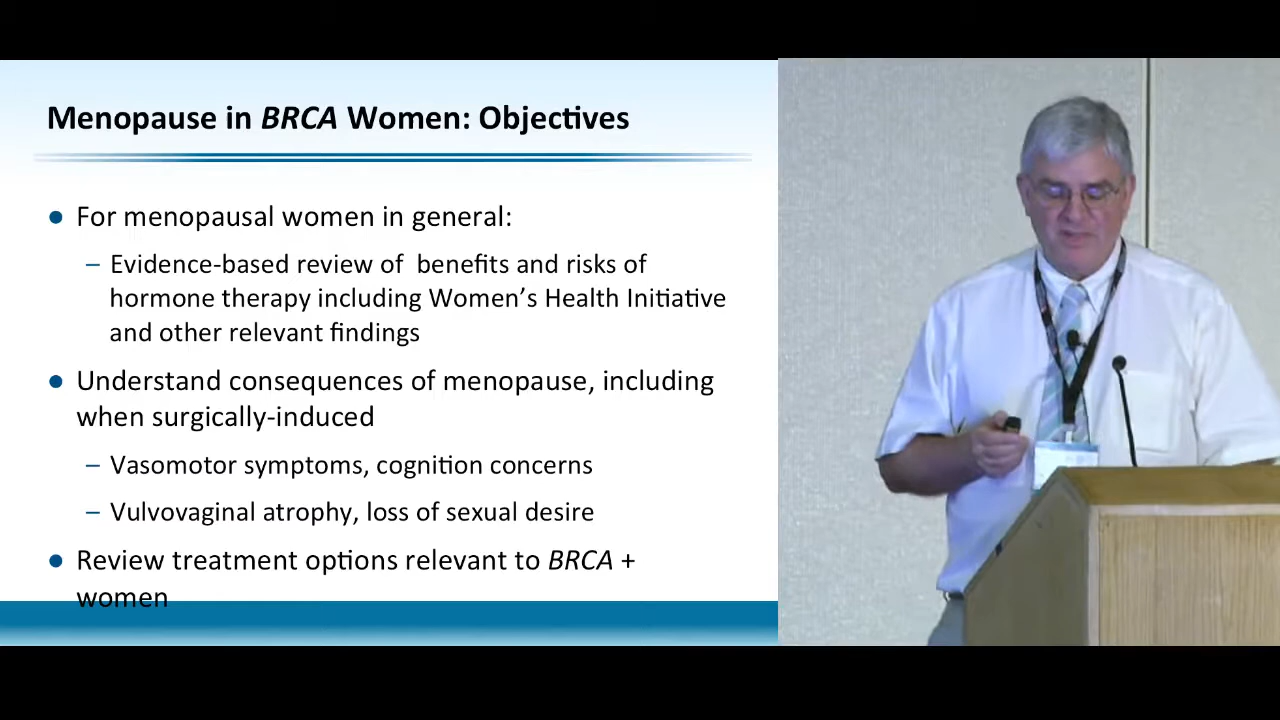 Menopause in BRCA Women: Objectives
● For menopausal women in general:
– Evidence-based review of benefits and risks of
hormone therapy including Women’s Health Initiative
and other relevant findings
● Understand consequences of menopause, including
when surgically-induced
– Vasomotor symptoms, cognition concerns
– Vulvovaginal atrophy, loss of sexual desire
● Review treatment options relevant to BRCA +
women